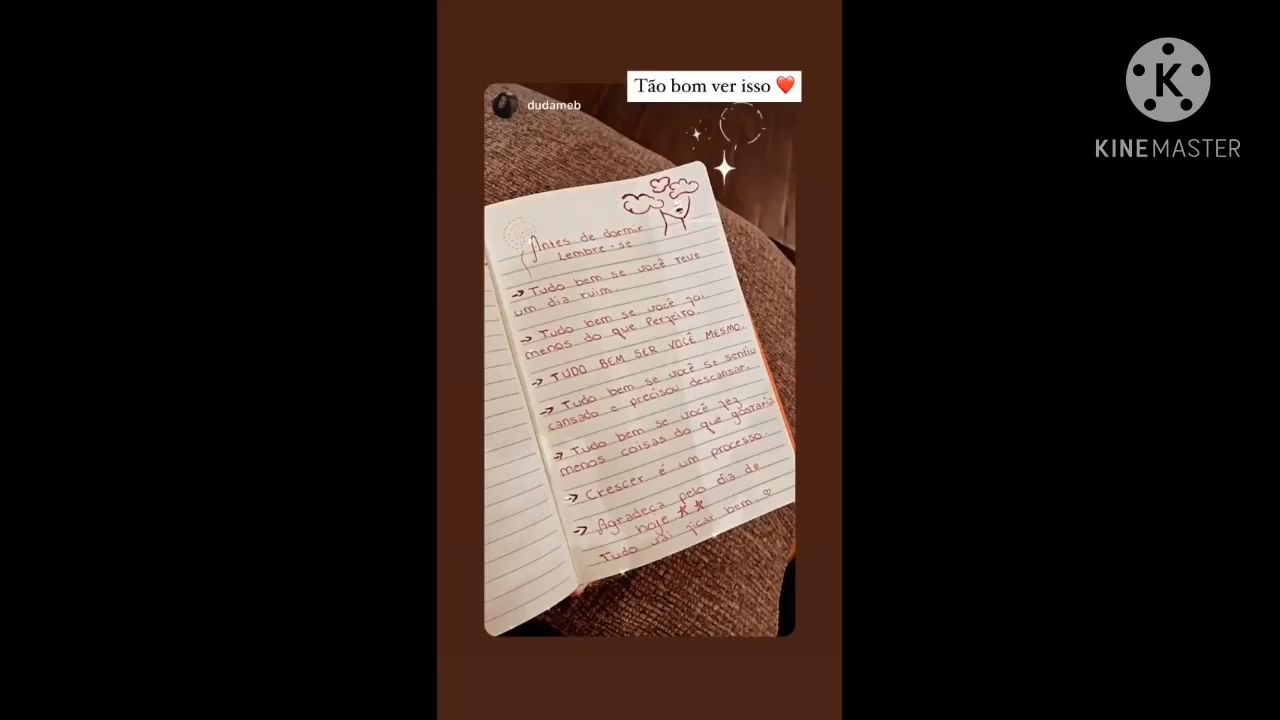 Tão bom ver isso ❤️
dudameb
KINEMASTER
Antes de dormir
Lembre-se
→ Tudo bem se você teve
um dia ruim
→ Tudo bem se você foi
menos do que Perfeito.
→ TUDO BEM SER VOCÊ MESMO.
→ Tudo bem se você se sentiu
cansado e precisou descansar.
→ Tudo bem se você fez
menos coisas do que gostaria
→ Crescer é um processo
→ Agradeça pelo dia de
hoje ★★
Tudo vai ficar bem ♡